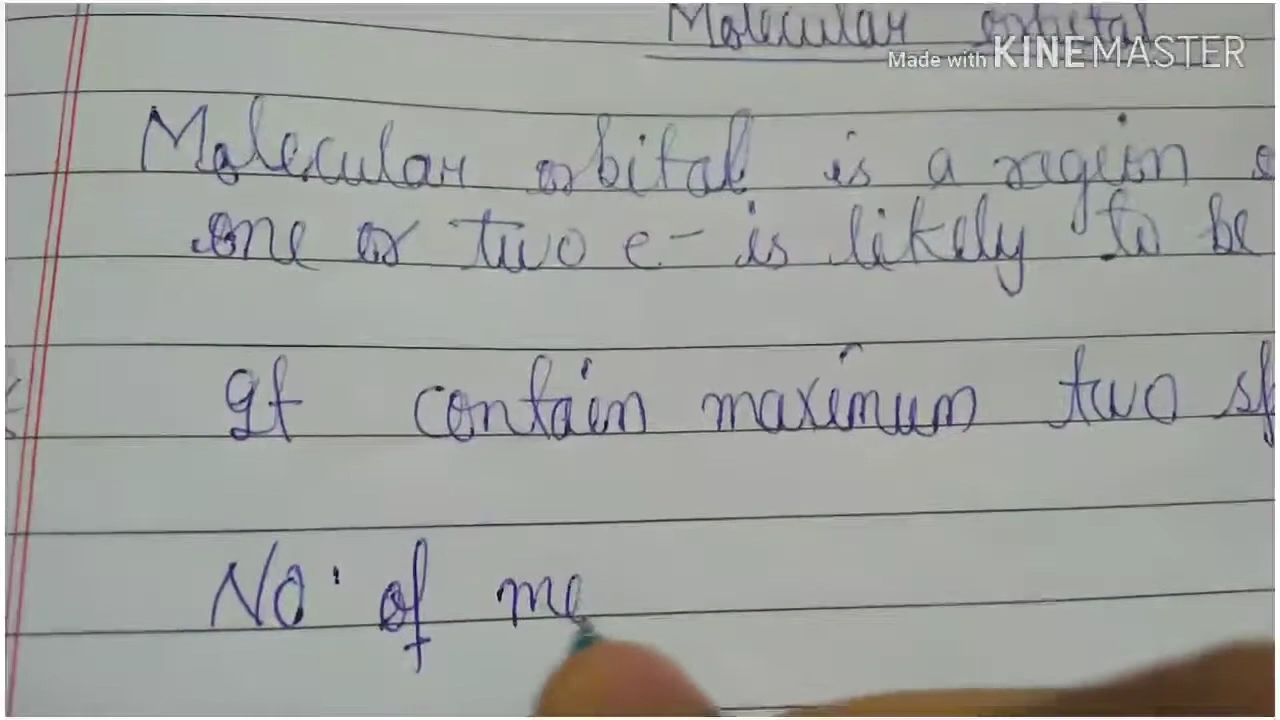 Molecular orbital
Made with KINEMASTER
Molecular orbital is a region
one or two e- is likely to be
It contain maximum two
No. of